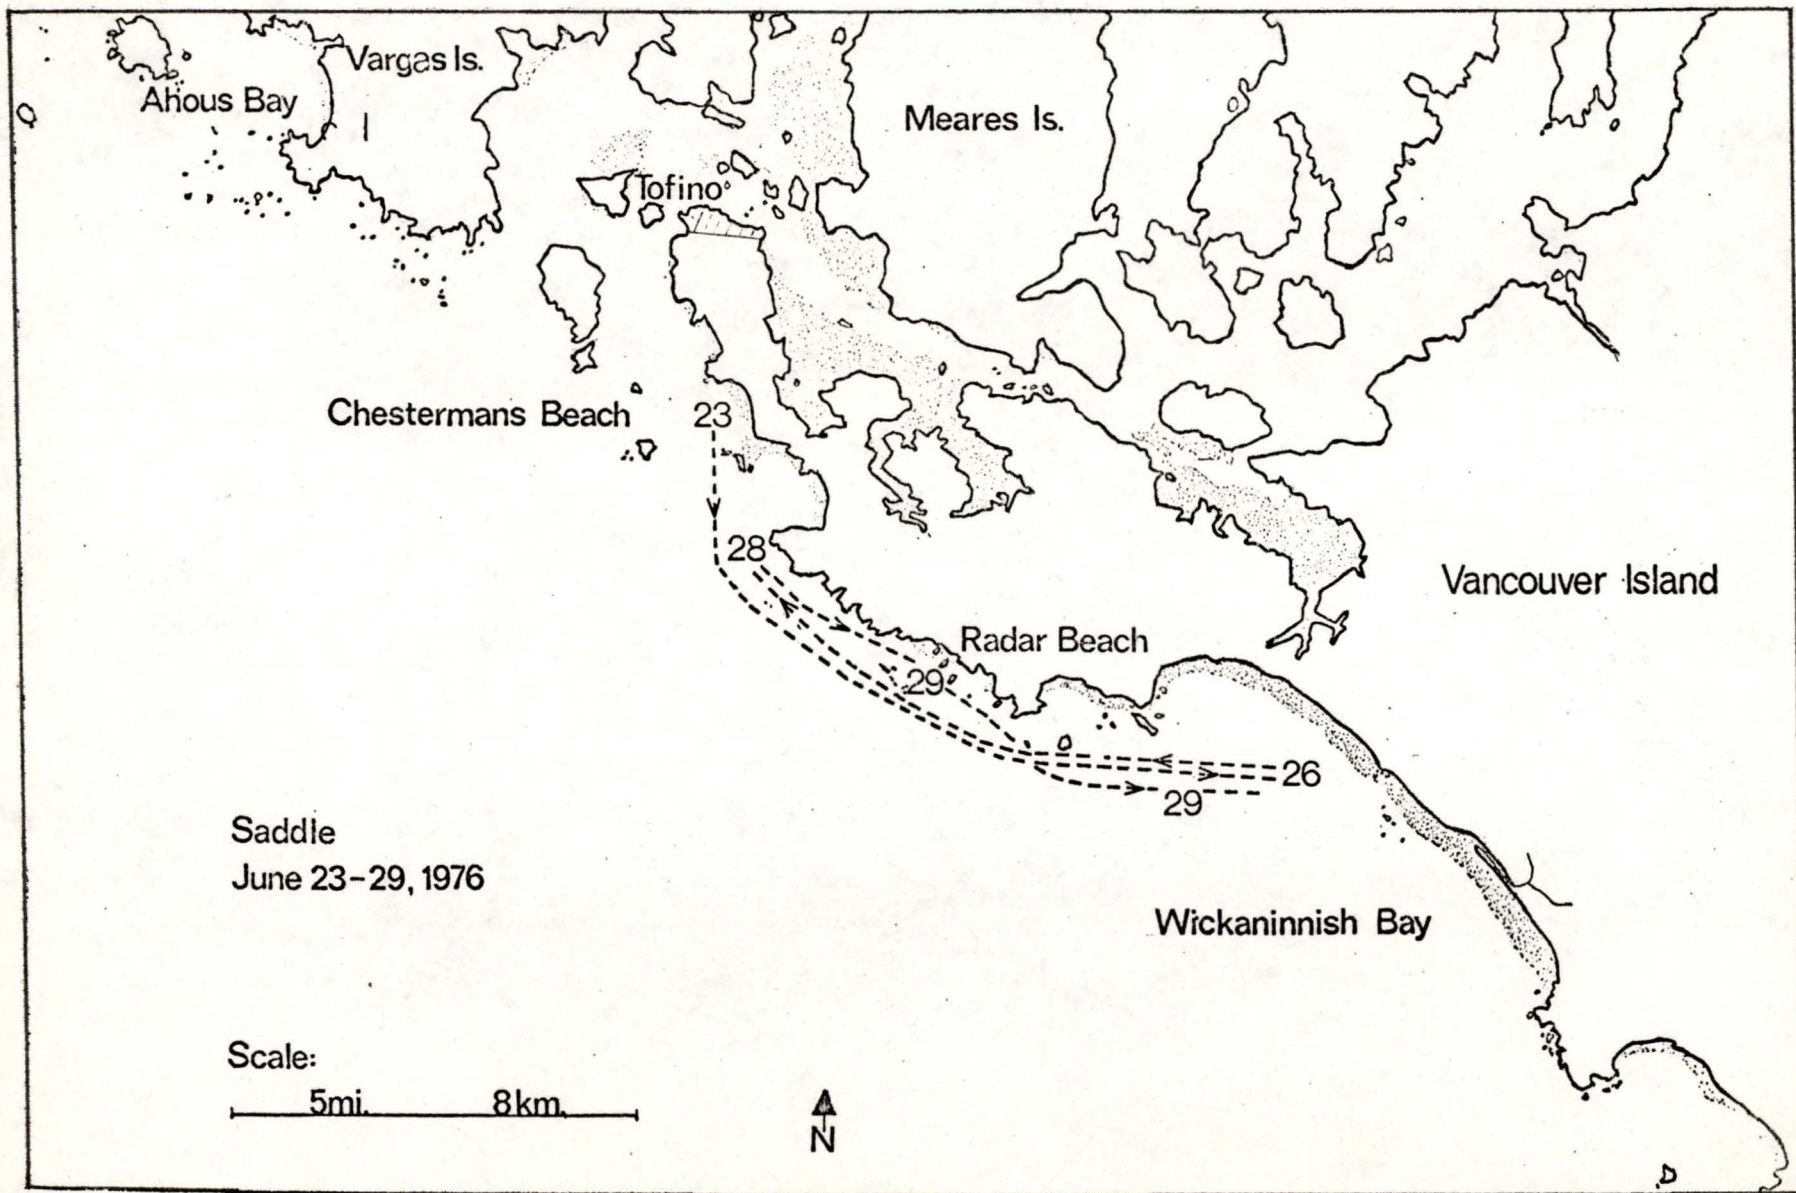 Vargas Is.
Ahous Bay
Meares Is.
Tofino
Chestermans Beach
23
28
Vancouver Island
Radar Beach
29
26
29
Saddle
June 23-29, 1976
Wickaninnish Bay
Scale:
5mi. 8km.
N